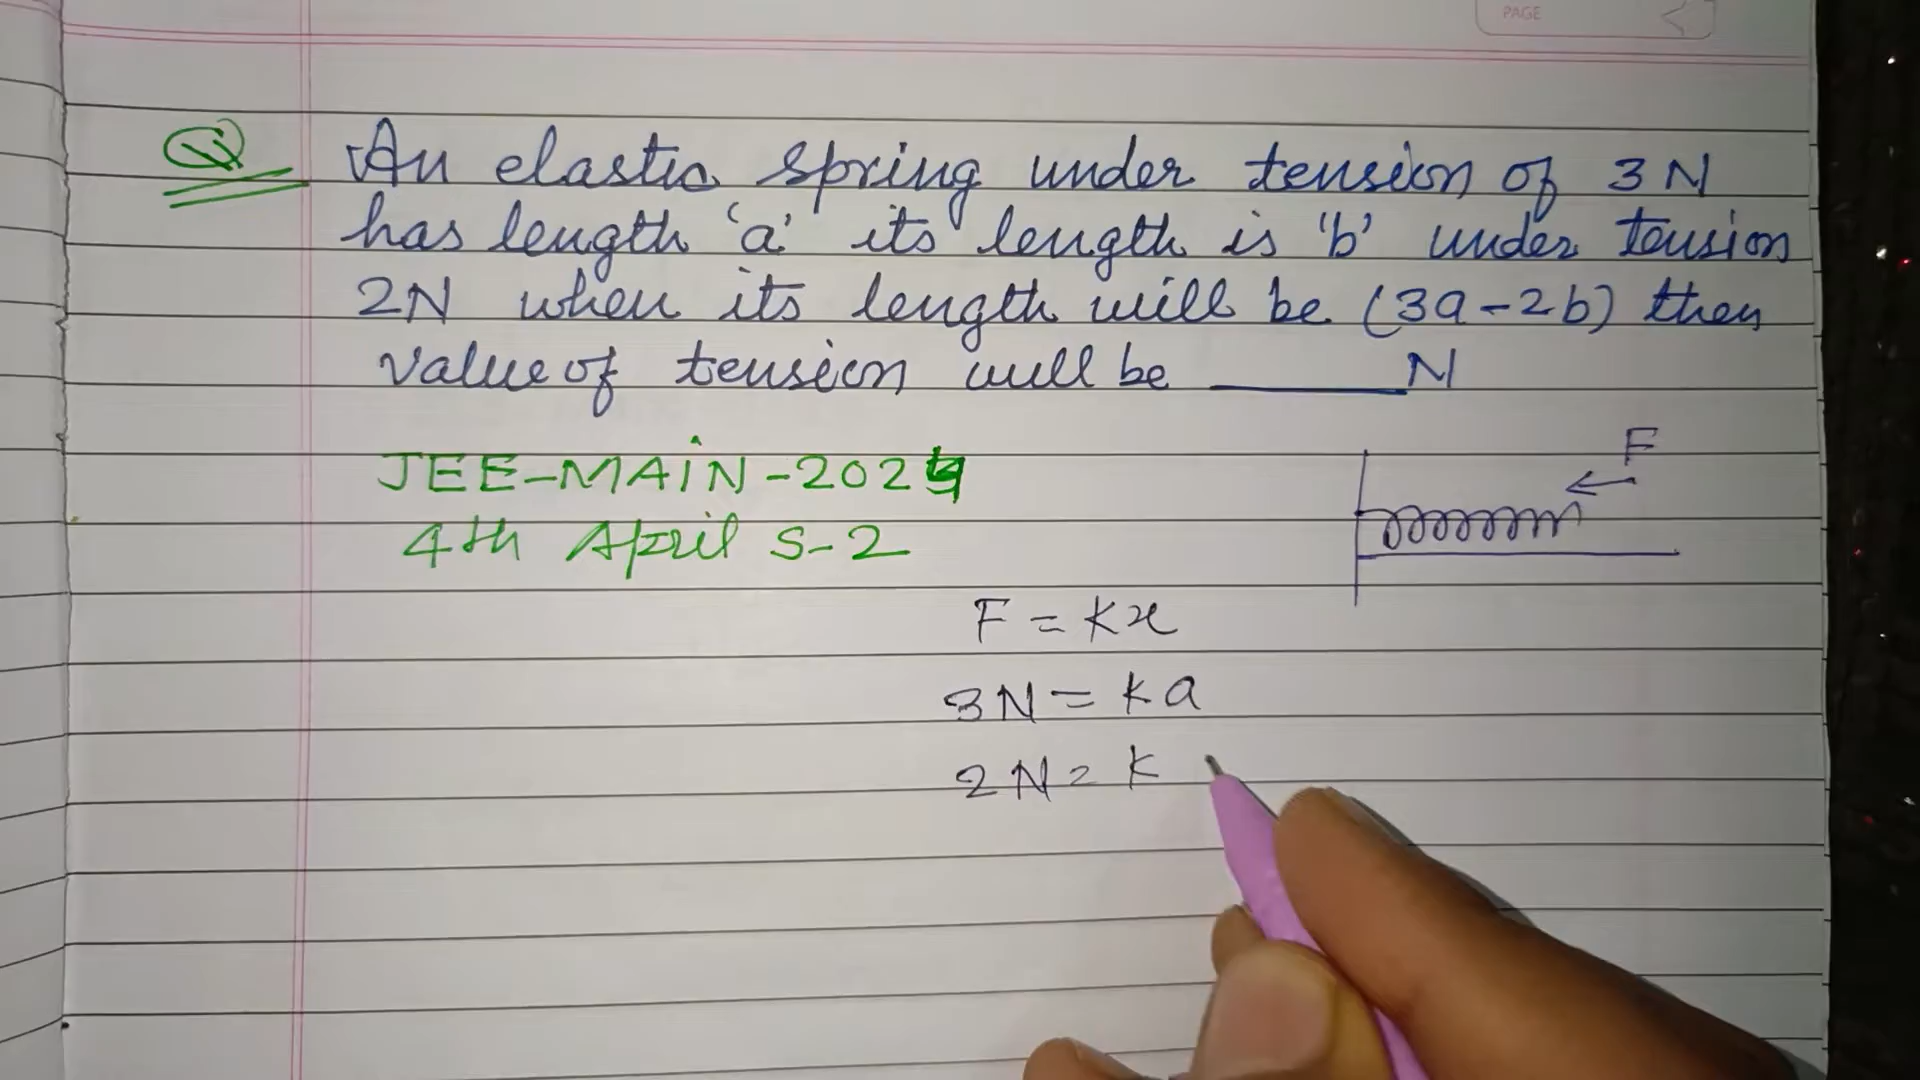 PAGE
Q An elastic spring under tension of 3N
has length 'a' its length is 'b' under tension
2N when its length will be (3a-2b) then
value of tension will be ______ N
JEE-MAIN-2024
4th April S-2
F
F = Kx
3N = Ka
2N = K